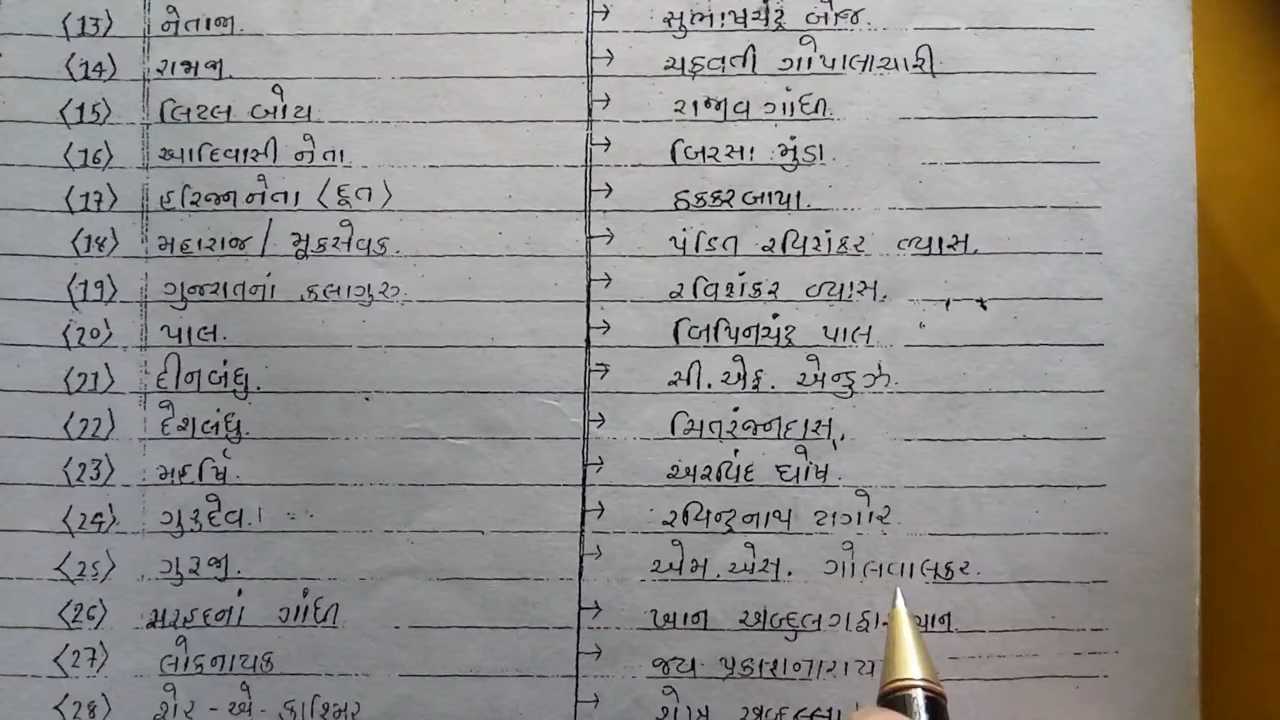 (13) નેતાજી. → સુભાષચંદ્ર બોજ.
(14) રાજાજી → ચક્રવર્તી ગોપાલાચારી
(15) લિટલ બોય → રાજીવ ગાંધી.
(16) આદિવાસી નેતા → બિરસા મુંડા.
(17) હરિજનનેતા (દૂત) → ઠકકરબાપા.
(18) મહારાજ / મૂકસેવક. → પંડિત રવિશંકર વ્યાસ.
(19) ગુજરાતનાં કલાગુરુ → રવિશંકર વ્યાસ.
(20) પાલ. → બિપિનચંદ્ર પાલ
(21) દીનબંધુ. → સી. એફ. એન્ડ્રુઝ.
(22) દેશબંધુ. → ચિતરંજનદાસ.
(23) મહર્ષિ. → અરવિંદ ઘોષ.
(24) ગુરુદેવ. → રવિન્દ્રનાથ ટાગોર
(25) ગુરુજી. → એમ. એસ. ગોલવાલકર.
(26) સરહદનાં ગાંધી → ખાન અબ્દુલગફા
(27) લોકનાયક → જય પ્રકાશનારાય
(28) શેર-એ-કાશ્મિર → શેખ અબ્દુલ્લા